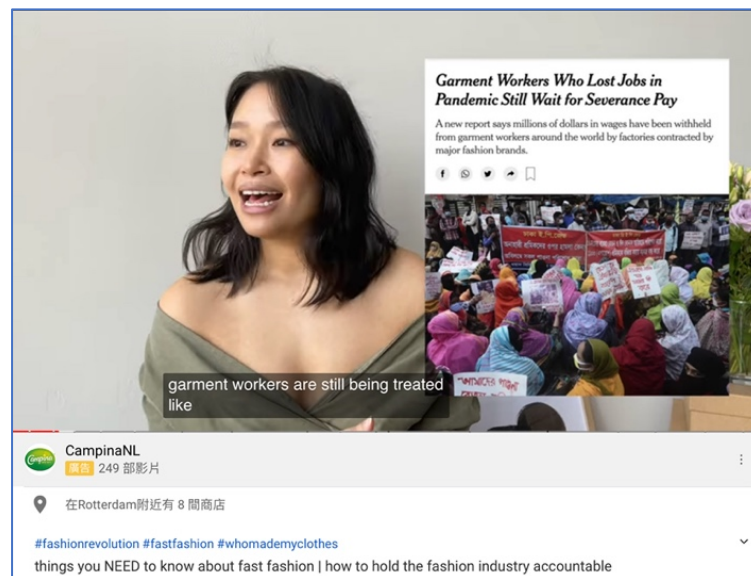 Garment Workers Who Lost Jobs in
Pandemic Still Wait for Severance Pay
A new report says millions of dollars in wages have been withheld
from garment workers around the world by factories contracted by
major fashion brands.
garment workers are still being treated
like
Campina
CampinaNL
廣告 249 部影片
在Rotterdam附近有 8 間商店
#fashionrevolution #fastfashion #whomademyclothes
things you NEED to know about fast fashion | how to hold the fashion industry accountable